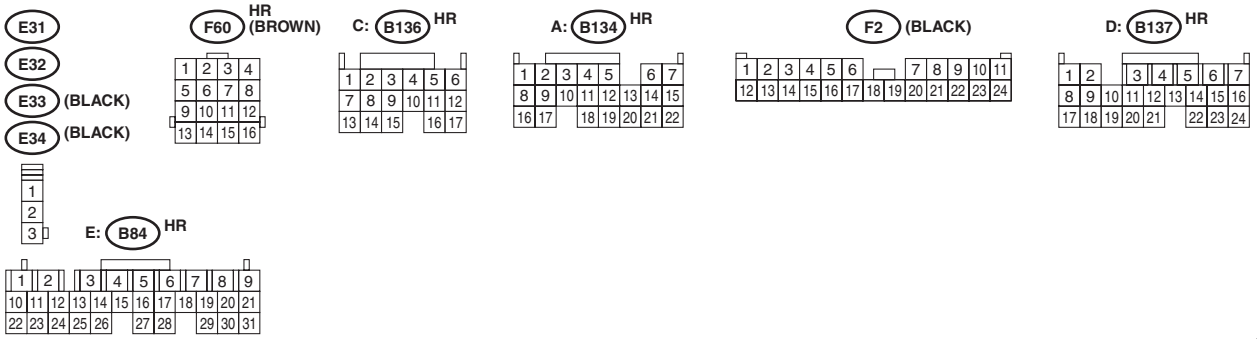 E31
E32
E33 (BLACK)
E34 (BLACK)
1
2
3
F60 HR (BROWN)
1 2 3 4
5 6 7 8
9 10 11 12
13 14 15 16
C: B136 HR
1 2 3 4 5 6
7 8 9 10 11 12
13 14 15 16 17
A: B134 HR
1 2 3 4 5 6 7
8 9 10 11 12 13 14 15
16 17 18 19 20 21 22
F2 (BLACK)
1 2 3 4 5 6 7 8 9 10 11
12 13 14 15 16 17 18 19 20 21 22 23 24
D: B137 HR
1 2 3 4 5 6 7
8 9 10 11 12 13 14 15 16
17 18 19 20 21 22 23 24
E: B84 HR
1 2 3 4 5 6 7 8 9
10 11 12 13 14 15 16 17 18 19 20 21
22 23 24 25 26 27 28 29 30 31